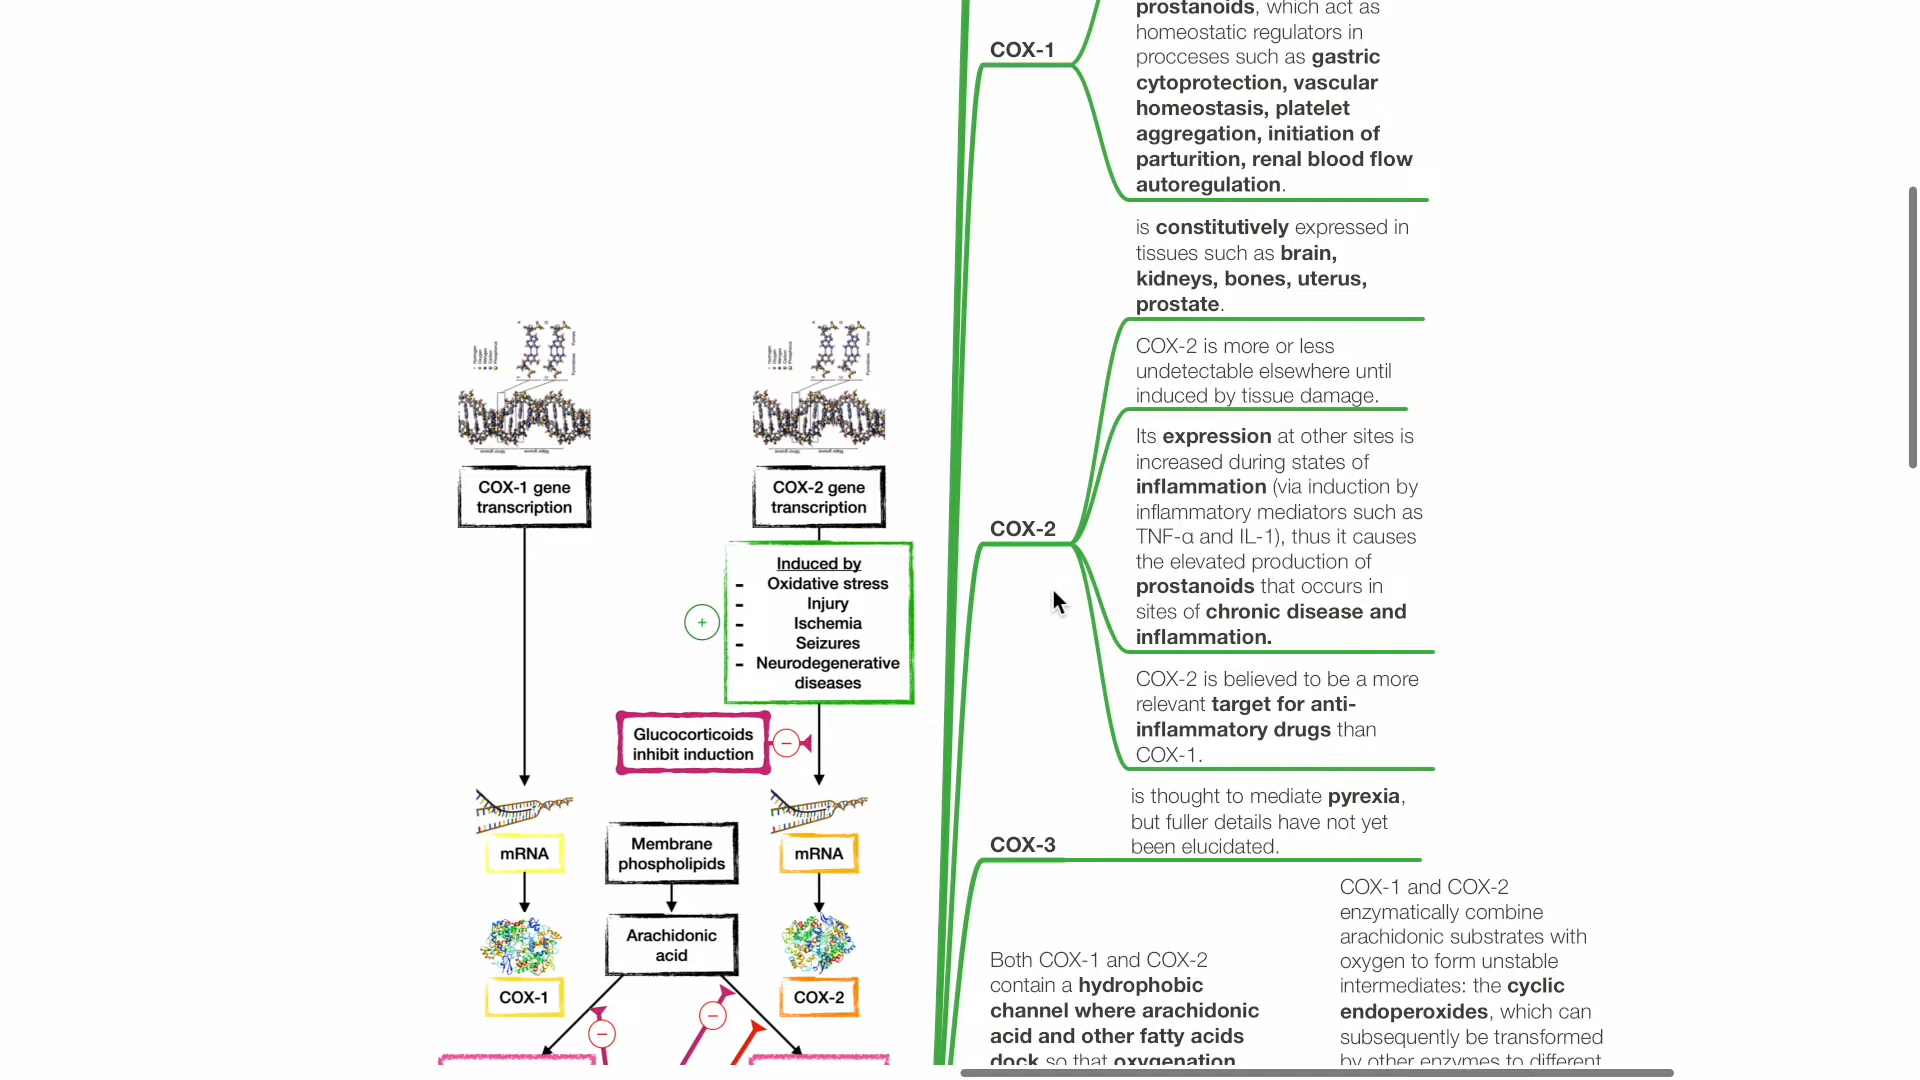 COX-1 gene
transcription
COX-2 gene
transcription
Induced by
- Oxidative stress
- Injury
- Ischemia
- Seizures
- Neurodegenerative
diseases
+
Glucocorticoids
inhibit induction
−
mRNA
Membrane
phospholipids
mRNA
Arachidonic
acid
COX-1
COX-2
−
−
COX-1
prostanoids, which act as
homeostatic regulators in
procceses such as gastric
cytoprotection, vascular
homeostasis, platelet
aggregation, initiation of
parturition, renal blood flow
autoregulation.
COX-2
is constitutively expressed in
tissues such as brain,
kidneys, bones, uterus,
prostate.
COX-2 is more or less
undetectable elsewhere until
induced by tissue damage.
Its expression at other sites is
increased during states of
inflammation (via induction by
inflammatory mediators such as
TNF-α and IL-1), thus it causes
the elevated production of
prostanoids that occurs in
sites of chronic disease and
inflammation.
COX-2 is believed to be a more
relevant target for anti-
inflammatory drugs than
COX-1.
COX-3
is thought to mediate pyrexia,
but fuller details have not yet
been elucidated.
Both COX-1 and COX-2
contain a hydrophobic
channel where arachidonic
acid and other fatty acids
dock so that oxygenation
COX-1 and COX-2
enzymatically combine
arachidonic substrates with
oxygen to form unstable
intermediates: the cyclic
endoperoxides, which can
subsequently be transformed
by other enzymes to different